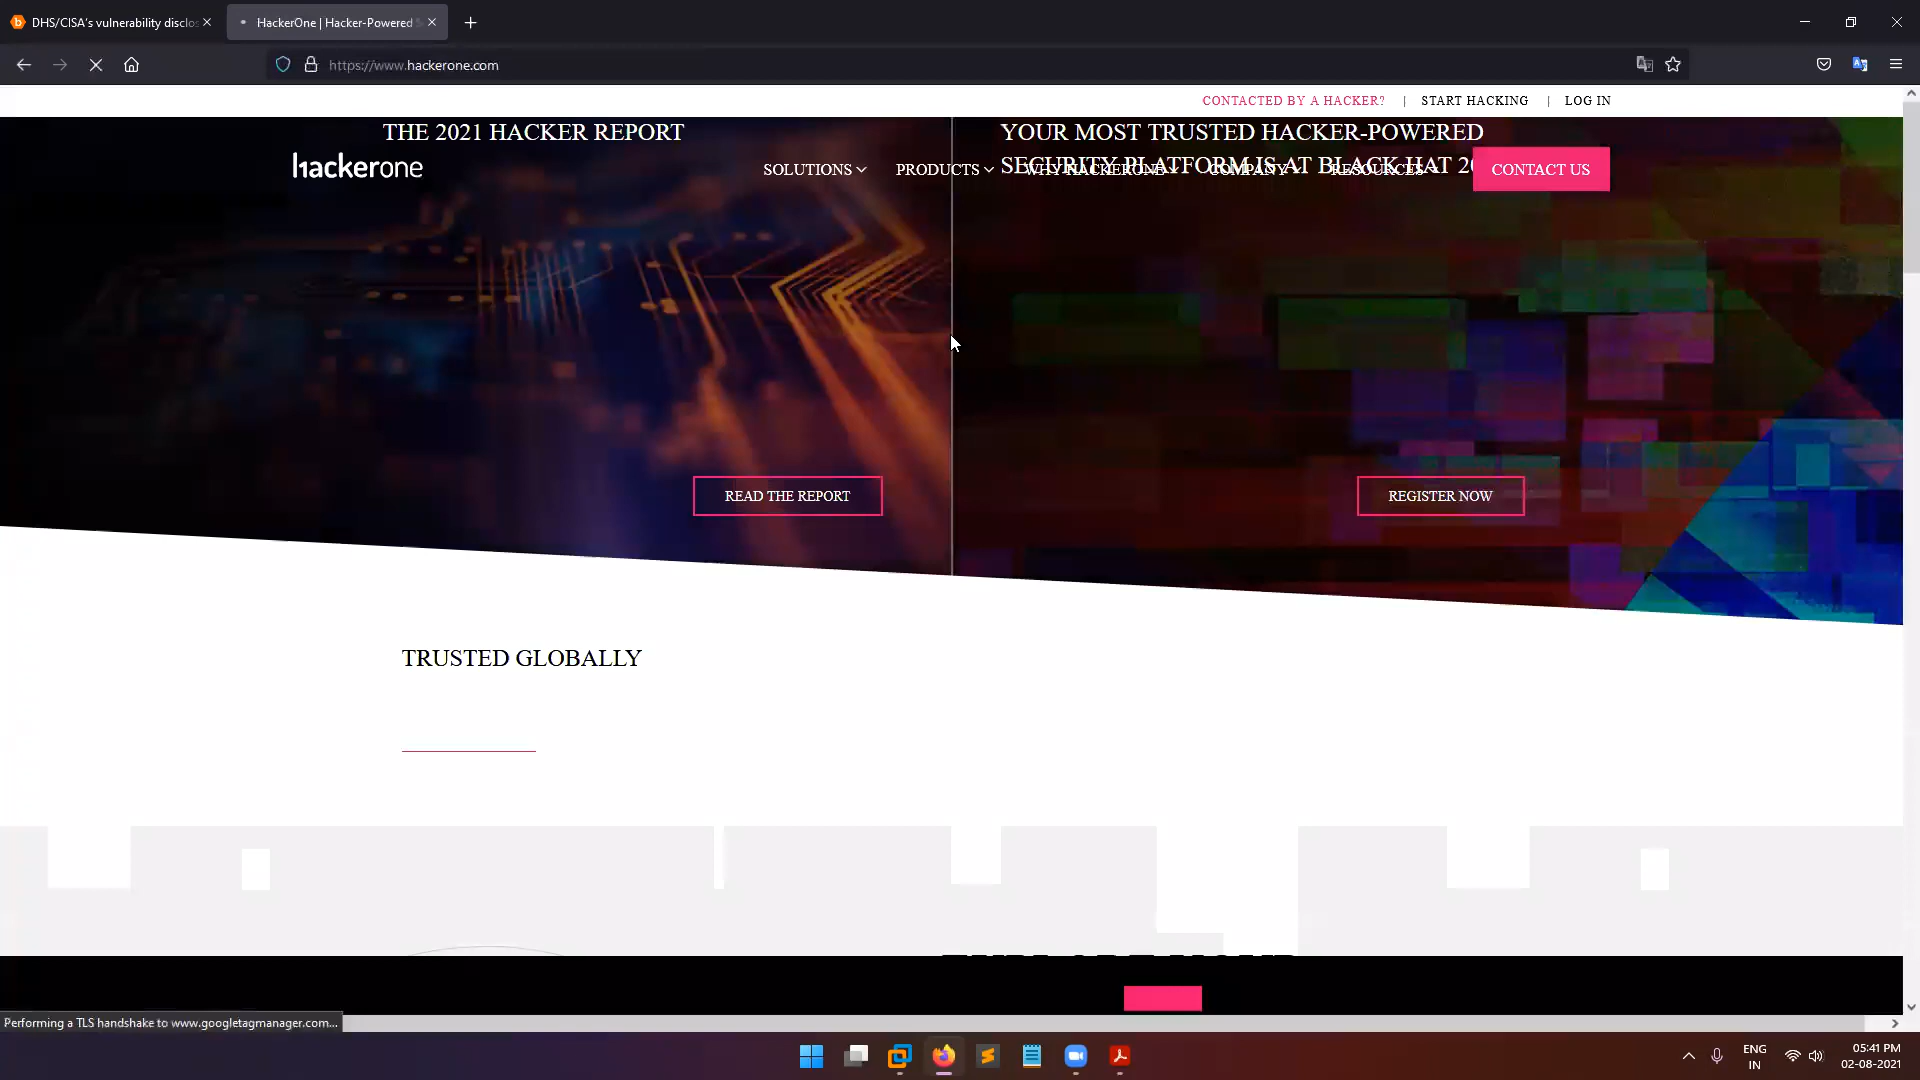 DHS/CISA's vulnerability disclos
HackerOne | Hacker-Powered
https://www.hackerone.com
CONTACTED BY A HACKER? | START HACKING | LOG IN
THE 2021 HACKER REPORT
YOUR MOST TRUSTED HACKER-POWERED
SECURITY PLATFORM IS AT BLACK HAT 20
hackerone
SOLUTIONS
PRODUCTS
WHY HACKERONE
COMPANY
RESOURCES
CONTACT US
READ THE REPORT
REGISTER NOW
TRUSTED GLOBALLY
Performing a TLS handshake to www.googletagmanager.com...
ENG
IN
05:41 PM
02-08-2021